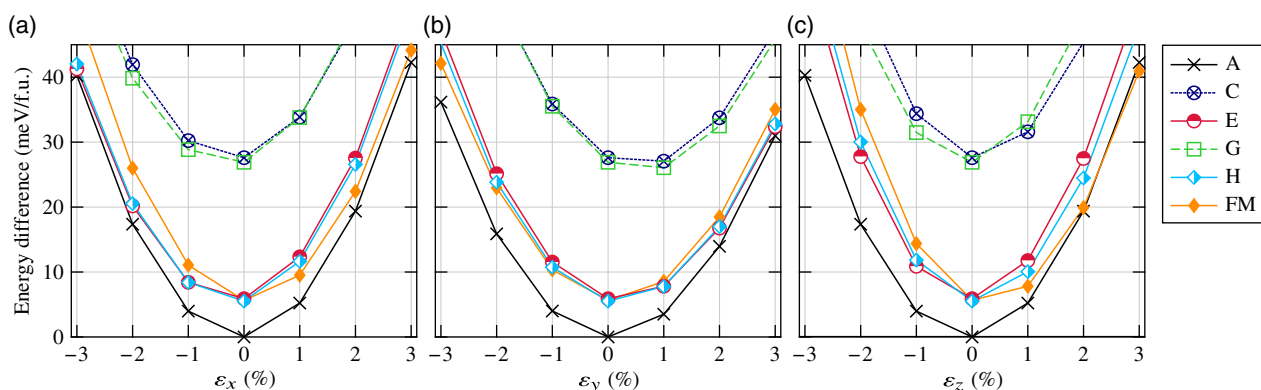 (a) (b) (c)
Energy difference (meV/f.u.)
40
30
20
10
0
−3 −2 −1 0 1 2 3
−3 −2 −1 0 1 2 3
−3 −2 −1 0 1 2 3
εx (%) εy (%) εz (%)
A
C
E
G
H
FM